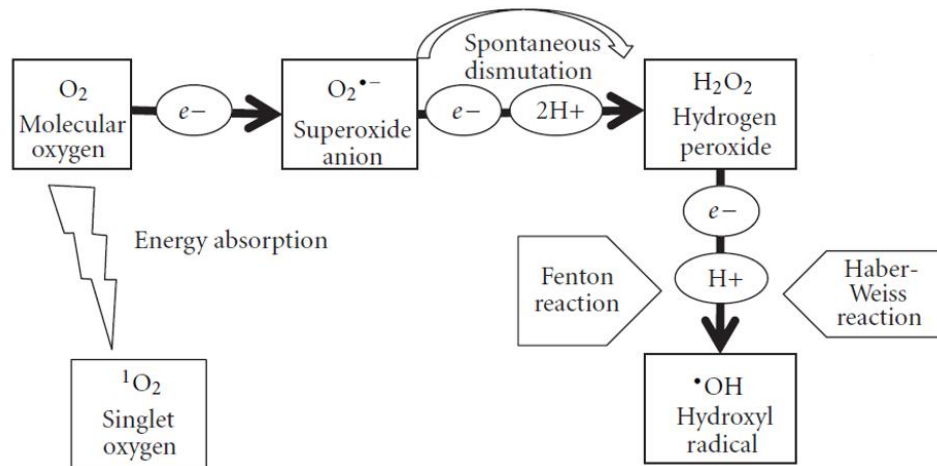 O₂
Molecular
oxygen
e−
O₂•−
Superoxide
anion
Spontaneous
dismutation
e−
2H+
H₂O₂
Hydrogen
peroxide
Energy absorption
e−
Fenton
reaction
H+
Haber-
Weiss
reaction
¹O₂
Singlet
oxygen
•OH
Hydroxyl
radical